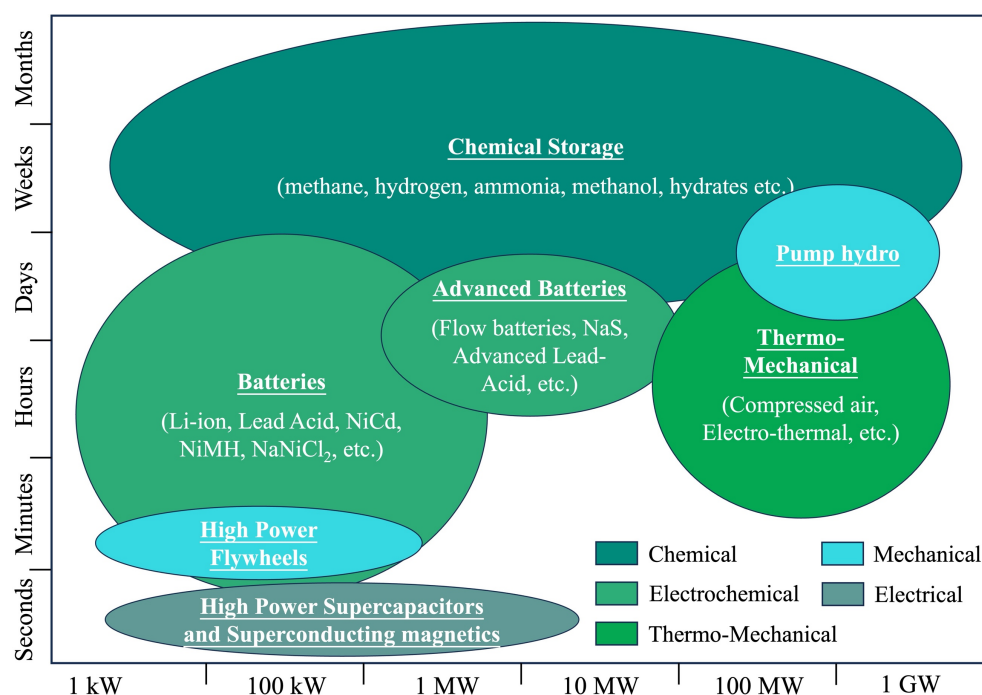 Months
Weeks
Days
Hours
Minutes
Seconds
Chemical Storage
(methane, hydrogen, ammonia, methanol, hydrates etc.)
Pump hydro
Advanced Batteries
(Flow batteries, NaS,
Advanced Lead-
Acid, etc.)
Thermo-
Mechanical
(Compressed air,
Electro-thermal, etc.)
Batteries
(Li-ion, Lead Acid, NiCd,
NiMH, NaNiCl₂, etc.)
High Power
Flywheels
High Power Supercapacitors
and Superconducting magnetics
Chemical
Mechanical
Electrochemical
Electrical
Thermo-Mechanical
1 kW
100 kW
1 MW
10 MW
100 MW
1 GW